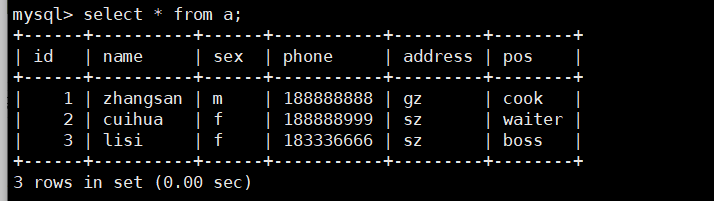 mysql> select * from a;
+------+----------+------+-----------+---------+--------+
| id   | name     | sex  | phone     | address | pos    |
+------+----------+------+-----------+---------+--------+
|    1 | zhangsan | m    | 188888888 | gz      | cook   |
|    2 | cuihua   | f    | 188888999 | sz      | waiter |
|    3 | lisi     | f    | 183336666 | sz      | boss   |
+------+----------+------+-----------+---------+--------+
3 rows in set (0.00 sec)